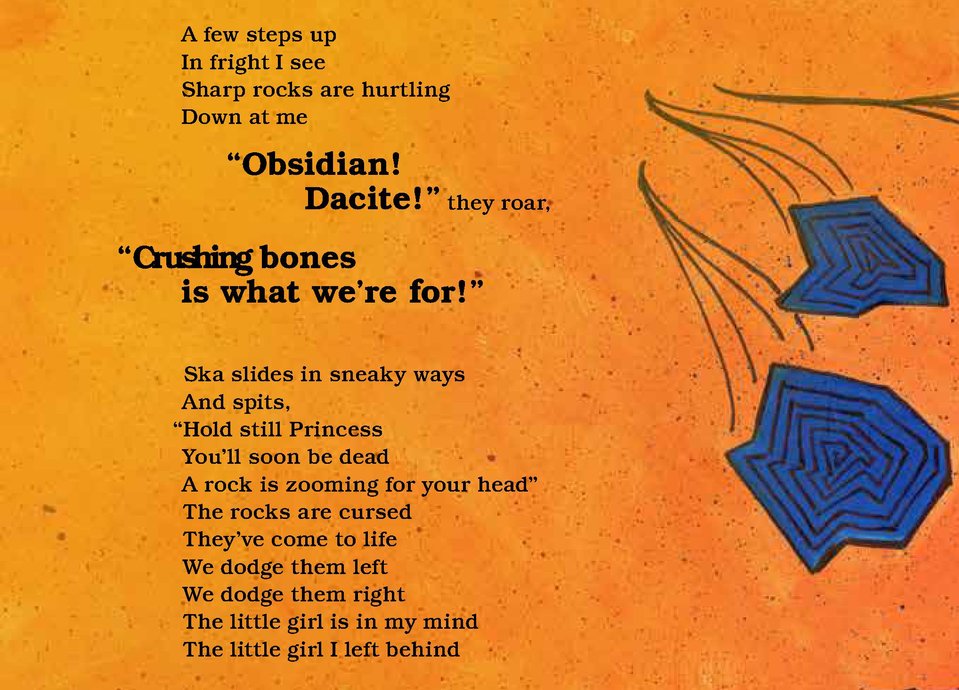 A few steps up
In fright I see
Sharp rocks are hurtling
Down at me
“Obsidian!
Dacite!” they roar,
“Crushing bones
is what we’re for!”
Ska slides in sneaky ways
And spits,
“Hold still Princess
You’ll soon be dead
A rock is zooming for your head”
The rocks are cursed
They’ve come to life
We dodge them left
We dodge them right
The little girl is in my mind
The little girl I left behind